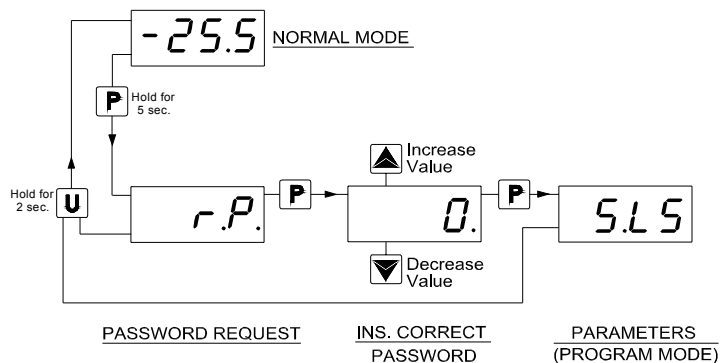 -25.5
NORMAL MODE
P
Hold for
5 sec.
Hold for
2 sec.
U
r.P.
P
Increase
Value
0.
Decrease
Value
P
S.L S
PASSWORD REQUEST
INS. CORRECT
PASSWORD
PARAMETERS
(PROGRAM MODE)